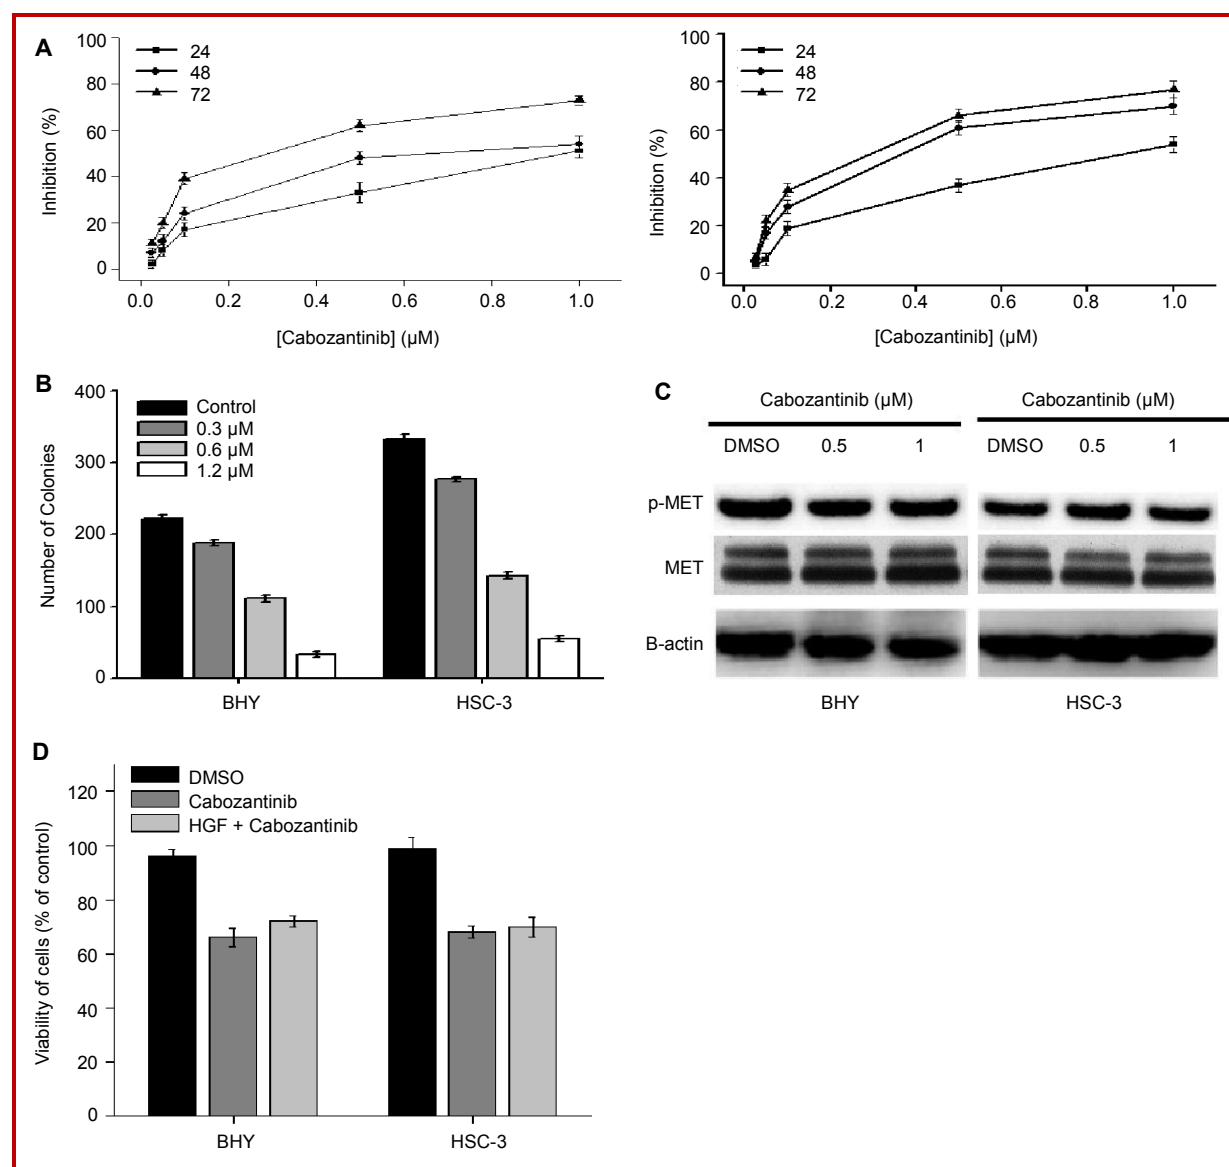 A
100
80
60
40
20
0
24
48
72
Inhibition (%)
0.0 0.2 0.4 0.6 0.8 1.0
[Cabozantinib] (µM)
100
80
60
40
20
0
24
48
72
Inhibition (%)
0.0 0.2 0.4 0.6 0.8 1.0
[Cabozantinib] (µM)
B
400
300
200
100
0
Control
0.3 µM
0.6 µM
1.2 µM
Number of Colonies
BHY HSC-3
C
Cabozantinib (µM) Cabozantinib (µM)
DMSO 0.5 1 DMSO 0.5 1
p-MET
MET
B-actin
BHY HSC-3
D
120
100
80
60
40
20
0
DMSO
Cabozantinib
HGF + Cabozantinib
Viability of cells (% of control)
BHY HSC-3